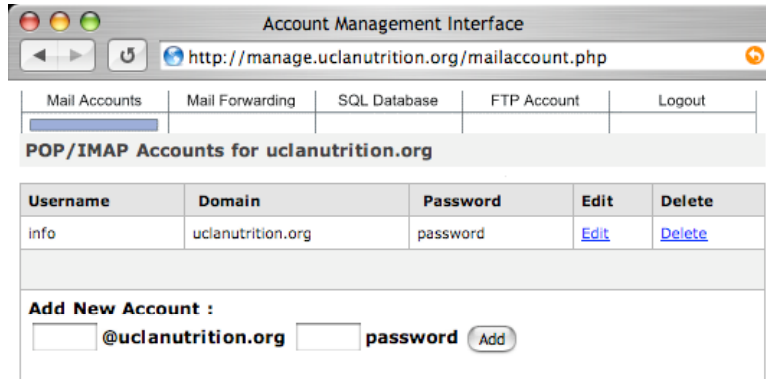 Account Management Interface
http://manage.uclanutrition.org/mailaccount.php
Mail Accounts Mail Forwarding SQL Database FTP Account Logout
POP/IMAP Accounts for uclanutrition.org
Username Domain Password Edit Delete
info uclanutrition.org password Edit Delete
Add New Account :
@uclanutrition.org password Add